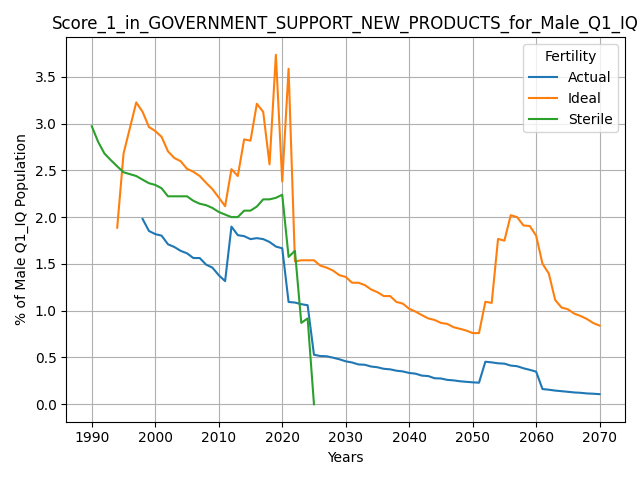 Score_1_in_GOVERNMENT_SUPPORT_NEW_PRODUCTS_for_Male_Q1_IQ
Fertility
Actual
Ideal
Sterile
% of Male Q1_IQ Population
3.5
3.0
2.5
2.0
1.5
1.0
0.5
0.0
1990 2000 2010 2020 2030 2040 2050 2060 2070
Years